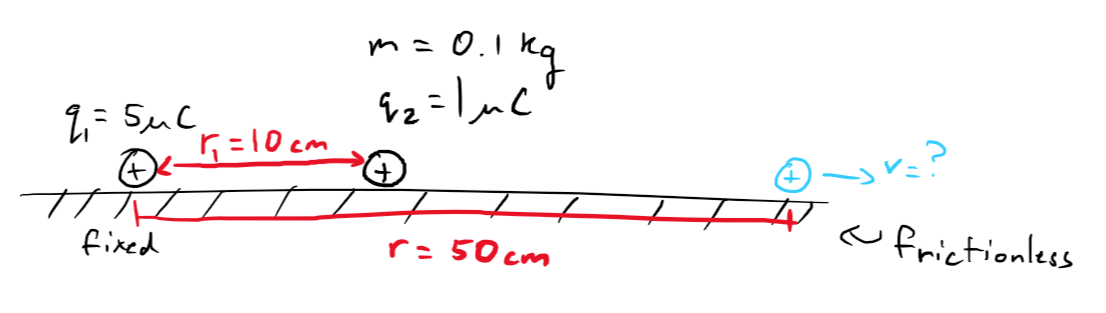 m = 0.1 kg
q₂ = 1 μC
q₁ = 5 μC
r₁ = 10 cm
+
+
+
v = ?
fixed
r = 50 cm
frictionless